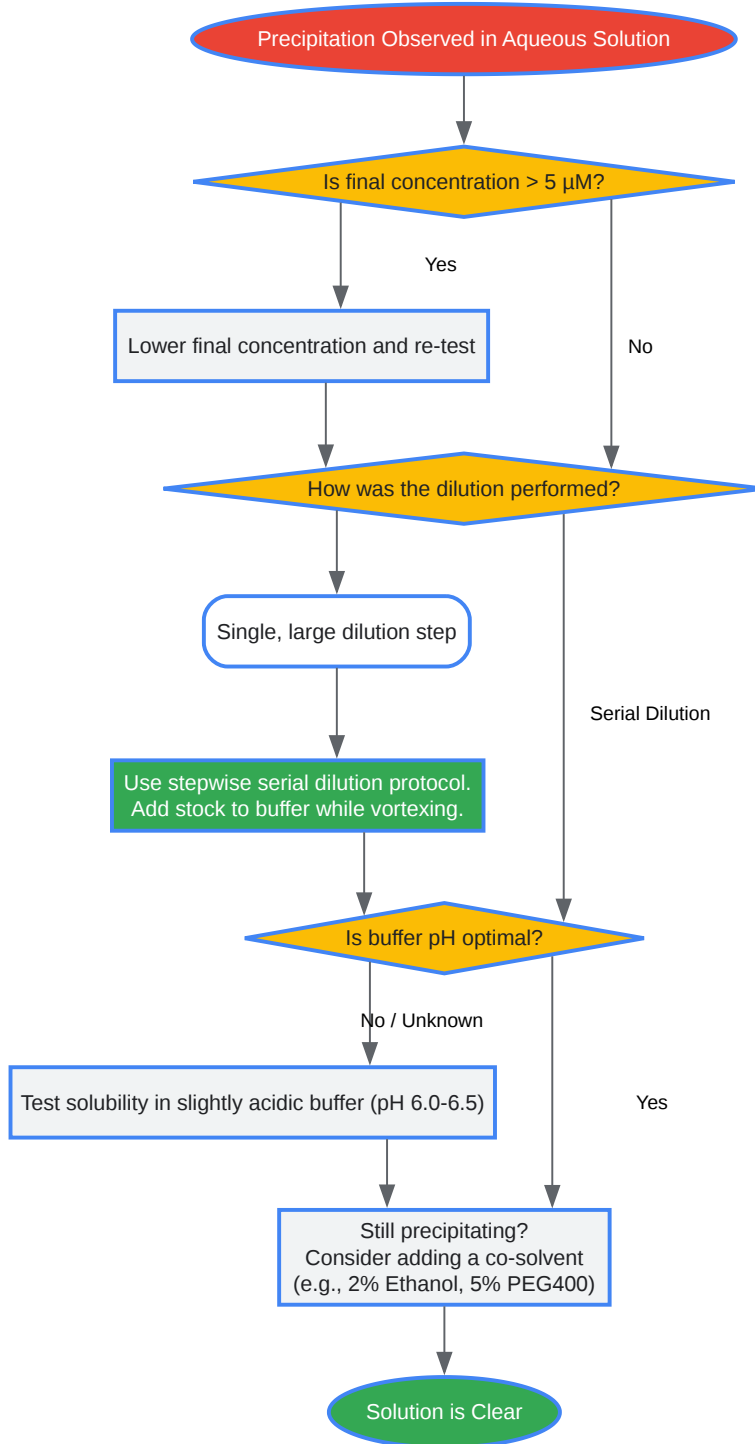 Precipitation Observed in Aqueous Solution
Is final concentration > 5 µM?
Yes
Lower final concentration and re-test
No
How was the dilution performed?
Single, large dilution step
Serial Dilution
Use stepwise serial dilution protocol.
Add stock to buffer while vortexing.
Is buffer pH optimal?
No / Unknown
Test solubility in slightly acidic buffer (pH 6.0-6.5)
Yes
Still precipitating?
Consider adding a co-solvent
(e.g., 2% Ethanol, 5% PEG400)
Solution is Clear